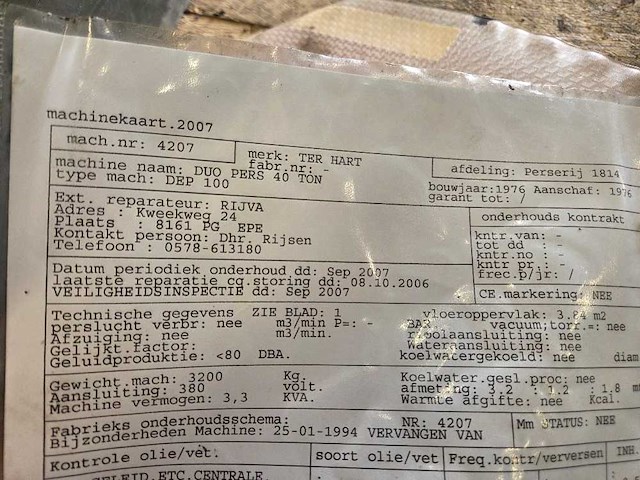 machinekaart.2007
mach.nr: 4207
merk: TER HART
fabr.nr: -
afdeling: Perserij 1814
machine naam: DUO PERS 40 TON
type mach: DEP 100
bouwjaar:1976 Aanschaf: 1976
garant tot: /
Ext. reparateur: RIJVA
Adres : Kweekweg 24
Plaats : 8161 PG EPE
Kontakt persoon: Dhr. Rijsen
Telefoon : 0578-613180
onderhouds kontrakt
kntr.van: -
tot dd : -
kntr.no : -
kntr pr.: -
frec.p/jr: /
Datum periodiek onderhoud dd: Sep 2007
laatste reparatie cq.storing dd: 08.10.2006
VEILIGHEIDSINSPECTIE dd: Sep 2007
CE.markering: NEE
Technische gegevens ZIE BLAD: 1 vloeroppervlak: 3.84 m2
perslucht verbr: nee m3/min P=: - BAR. vacuum;torr.=: nee
Afzuiging: nee m3/min. rioolaansluiting: nee
Gelijkt.factor: Wateraansluiting: nee
Geluidproduktie: <80 DBA. koelwatergekoeld: nee diam
Gewicht.mach: 3200 Kg. Koelwater.gesl.proc: nee
Aansluiting: 380 volt. afmeting: 3.2 : 1.2 : 1.8
Machine vermogen: 3,3 KVA. Warmte afgifte: nee Kcal.
Fabrieks onderhoudsschema: NR: 4207
Mm STATUS: NEE
Bijzonderheden Machine: 25-01-1994 VERVANGEN VAN
Kontrole olie/vet. soort olie/vet Freq.kontr/verversen INH.